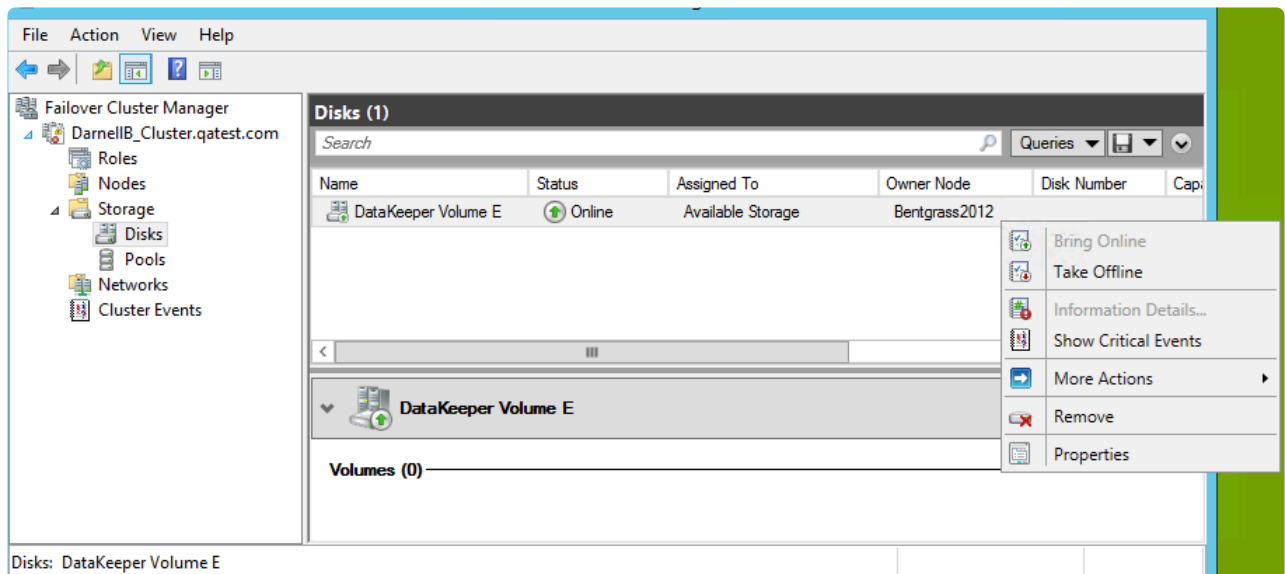 File Action View Help
Failover Cluster Manager
DarnellB_Cluster.qatest.com
Roles
Nodes
Storage
Disks
Pools
Networks
Cluster Events
Disks (1)
Search
Queries
Name Status Assigned To Owner Node Disk Number Capa
DataKeeper Volume E Online Available Storage Bentgrass2012
Bring Online
Take Offline
Information Details...
Show Critical Events
More Actions
Remove
Properties
DataKeeper Volume E
Volumes (0)
Disks: DataKeeper Volume E